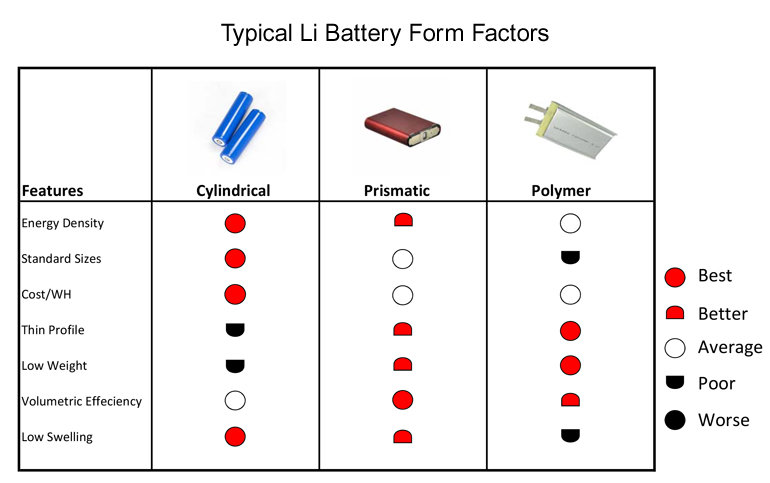 Typical Li Battery Form Factors
Features Cylindrical Prismatic Polymer
Energy Density
Standard Sizes
Cost/WH
Thin Profile
Low Weight
Volumetric Effeciency
Low Swelling
Best
Better
Average
Poor
Worse